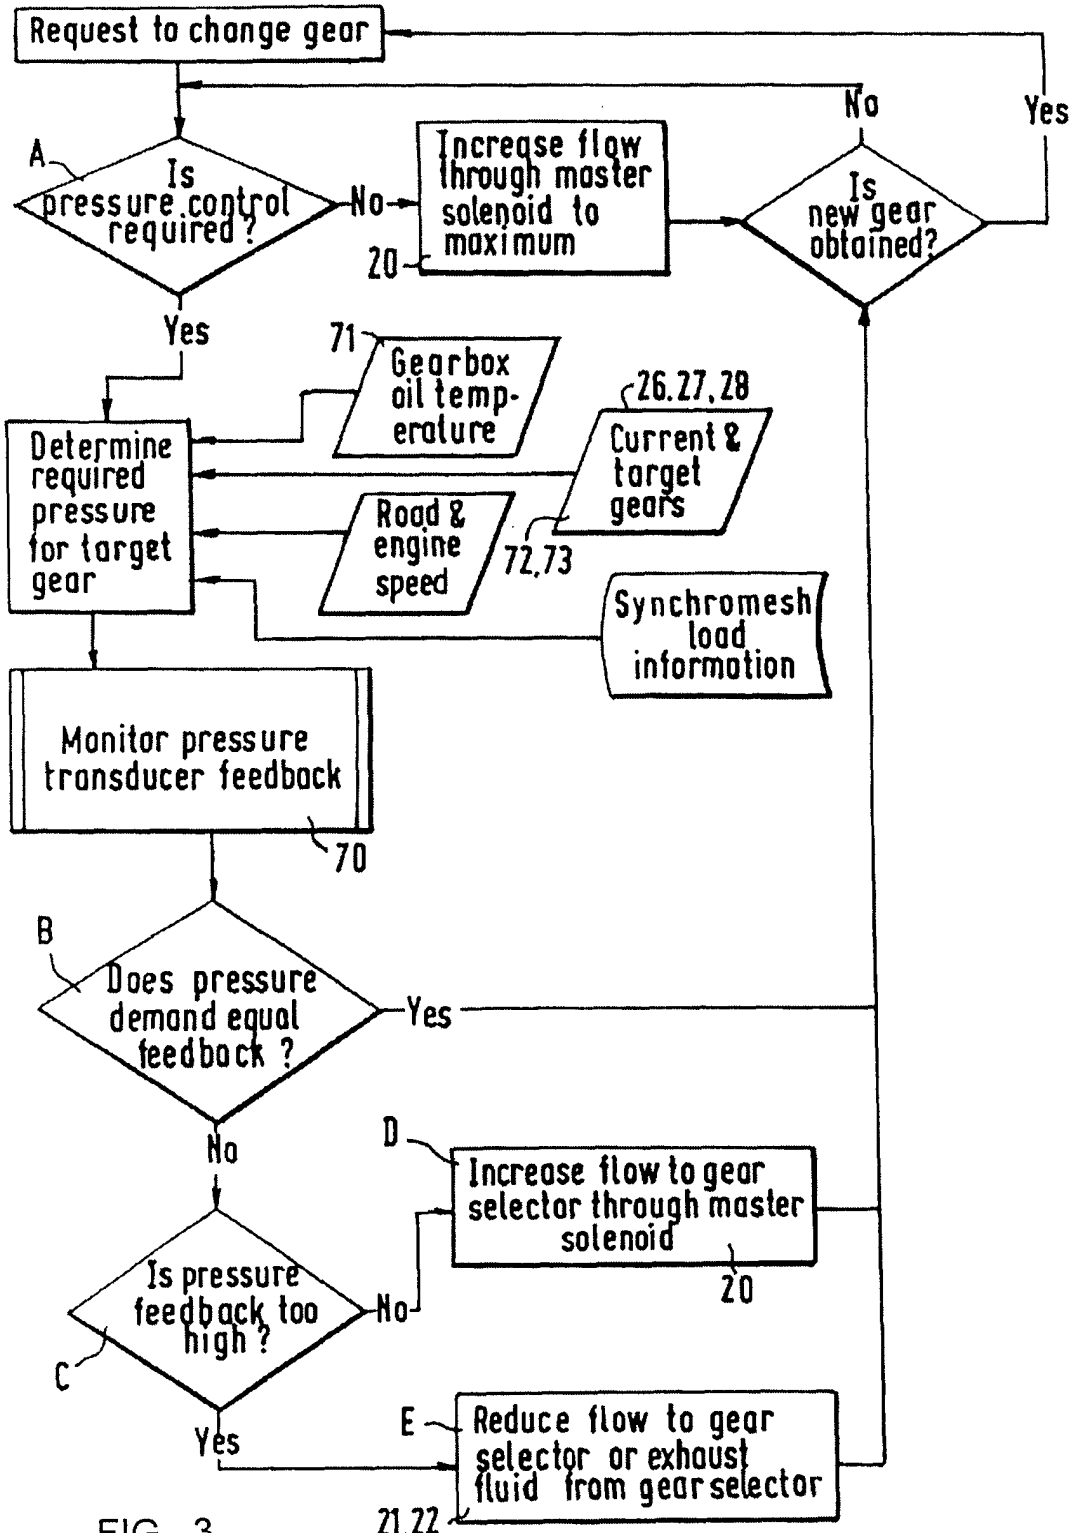 Request to change gear
Yes
No
A
Is
pressure control
required?
No
Increase flow
through master
solenoid to
maximum
20
Is
new gear
obtained?
Yes
71
Gearbox
oil temp-
erature
26.27,28
Current &
target
gears
72,73
Determine
required
pressure
for target
gear
Road &
engine
speed
Synchromesh
load
information
Monitor pressure
transducer feedback
70
B
Does pressure
demand equal
feedback ?
Yes
No
D
Increase flow to gear
selector through master
solenoid
20
Is pressure
feedback too
high ?
No
C
Yes
E
Reduce flow to gear
selector or exhaust
fluid from gear selector
21,22
FIG. 3